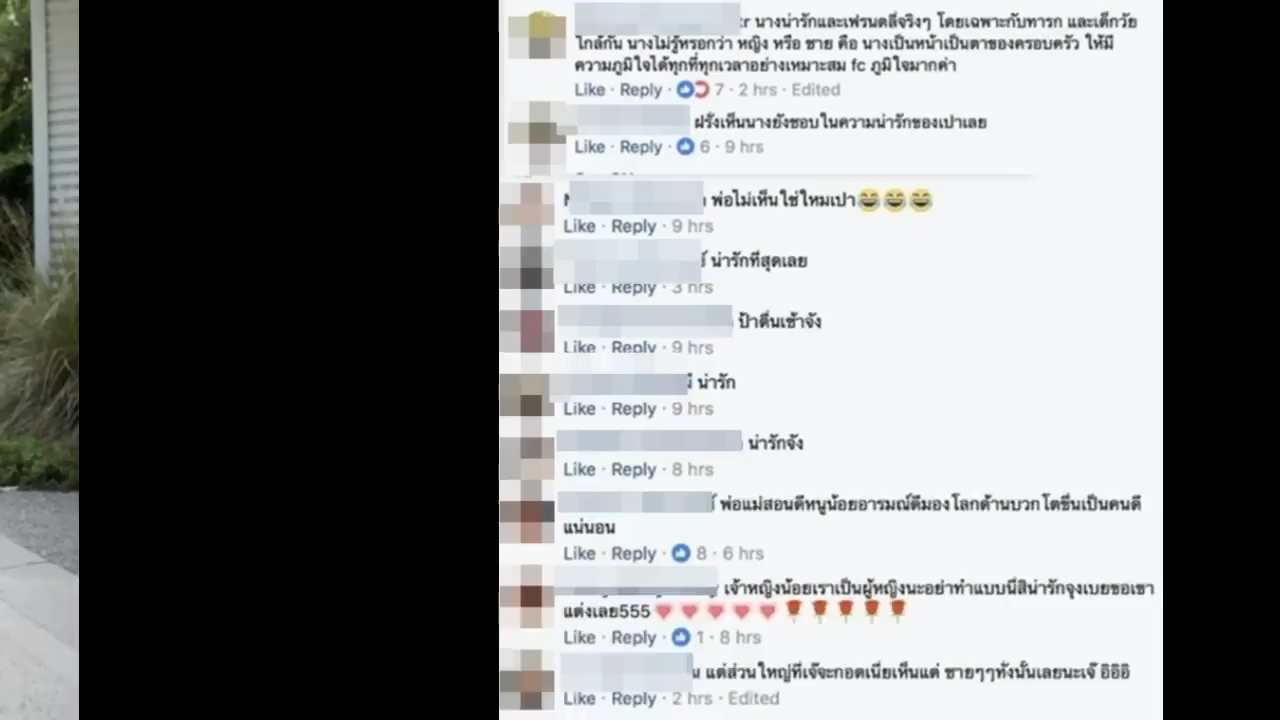 tr นางน่ารักและเฟรนดลี่จริงๆ โดยเฉพาะกับทารก และเด็กวัย
ใกล้กัน นางไม่รู้หรอกว่า หญิง หรือ ชาย คือ นางเป็นหน้าเป็นตาของครอบครัว ให้มี
ความภูมิใจได้ทุกที่ทุกเวลาอย่างเหมาะสม fc ภูมิใจมากค่า
Like · Reply · 7 · 2 hrs · Edited
ฝรั่งเห็นนางยังชอบในความน่ารักของเปาเลย
Like · Reply · 6 · 9 hrs
พ่อไม่เห็นใช่ไหมเปา😂😂😂
Like · Reply · 9 hrs
น่ารักที่สุดเลย
Like · Reply · 3 hrs
ป้าตื่นเช้าจัง
Like · Reply · 9 hrs
น่ารัก
Like · Reply · 9 hrs
น่ารักจัง
Like · Reply · 8 hrs
พ่อแม่สอนดีหนูน้อยอารมณ์ดีมองโลกด้านบวกโตขึ่นเป็นคนดี
แน่นอน
Like · Reply · 8 · 6 hrs
เจ้าหญิงน้อยเราเป็นผู้หญิงนะอย่าทำแบบนี่สิน่ารักจุงเบยขอเขา
แต่งเลย555💗💗💗💗💗🌹🌹🌹🌹🌹
Like · Reply · 1 · 8 hrs
แต่ส่วนใหญ่ที่เจ๊จะกอดเนี่ยเห็นแต่ ชายๆๆทั้งนั้นเลยนะเจ๊ อิอิอิ
Like · Reply · 2 hrs · Edited